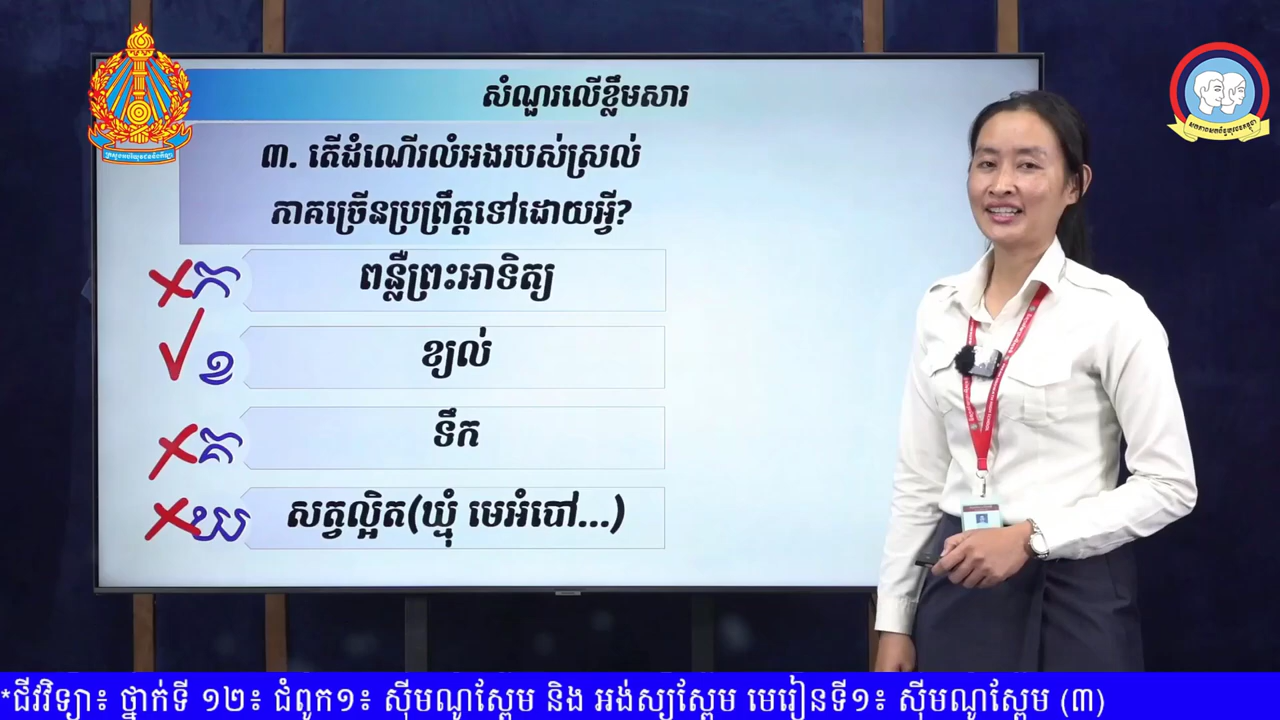 សំណួរលើខ្លឹមសារ
៣. តើដំណើរលំអងរបស់ស្រល់
ភាគច្រើនប្រព្រឹត្តទៅដោយអ្វី?
ក ពន្លឺព្រះអាទិត្យ
ខ ខ្យល់
គ ទឹក
ឃ សត្វល្អិត(ឃ្មុំ មេអំបៅ...)
*ជីវវិទ្យា៖ ថ្នាក់ទី ១២៖ ជំពូក១៖ ស៊ីមណូស្ពែម និង អង់ស្យូស្ពែម មេរៀនទី១៖ ស៊ីមណូស្ពែម (៣)